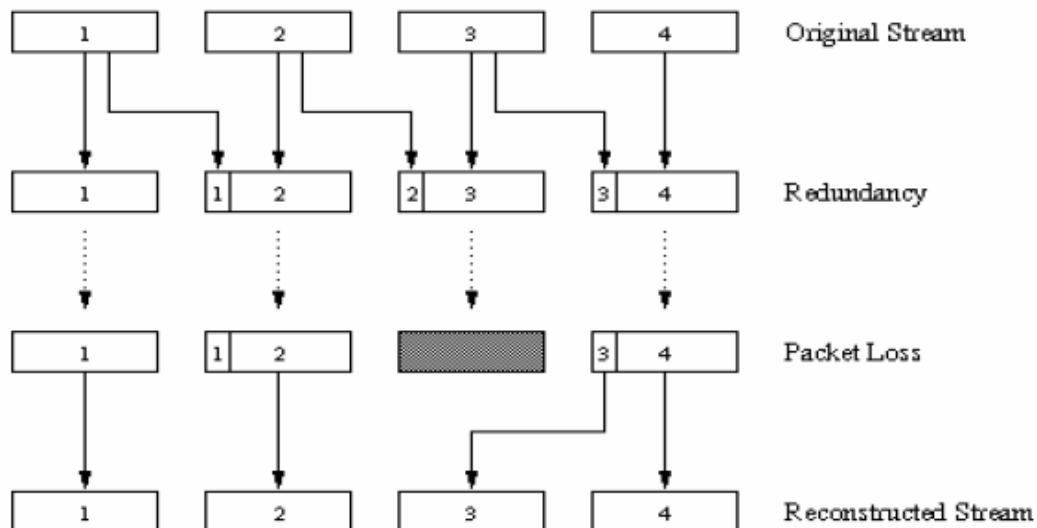 1 2 3 4 Original Stream
1 1 2 2 3 3 4 Redundancy
1 1 2 3 4 Packet Loss
1 2 3 4 Reconstructed Stream